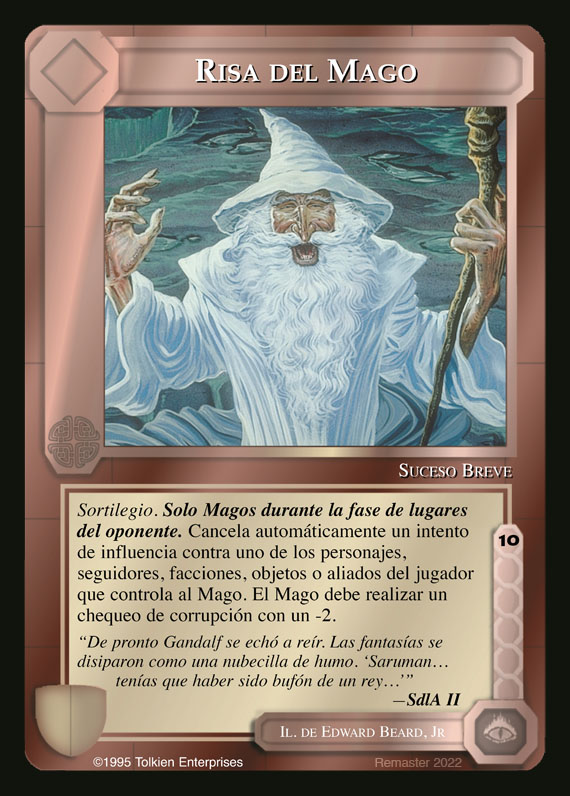 Risa del Mago
Suceso Breve
Sortilegio. Solo Magos durante la fase de lugares
del oponente. Cancela automáticamente un intento
de influencia contra uno de los personajes,
seguidores, facciones, objetos o aliados del jugador
que controla al Mago. El Mago debe realizar un
chequeo de corrupción con un -2.
10
“De pronto Gandalf se echó a reír. Las fantasías se
disiparon como una nubecilla de humo. ‘Saruman…
tenías que haber sido bufón de un rey…’”
—SdlA II
Il. de Edward Beard, Jr
©1995 Tolkien Enterprises
Remaster 2022